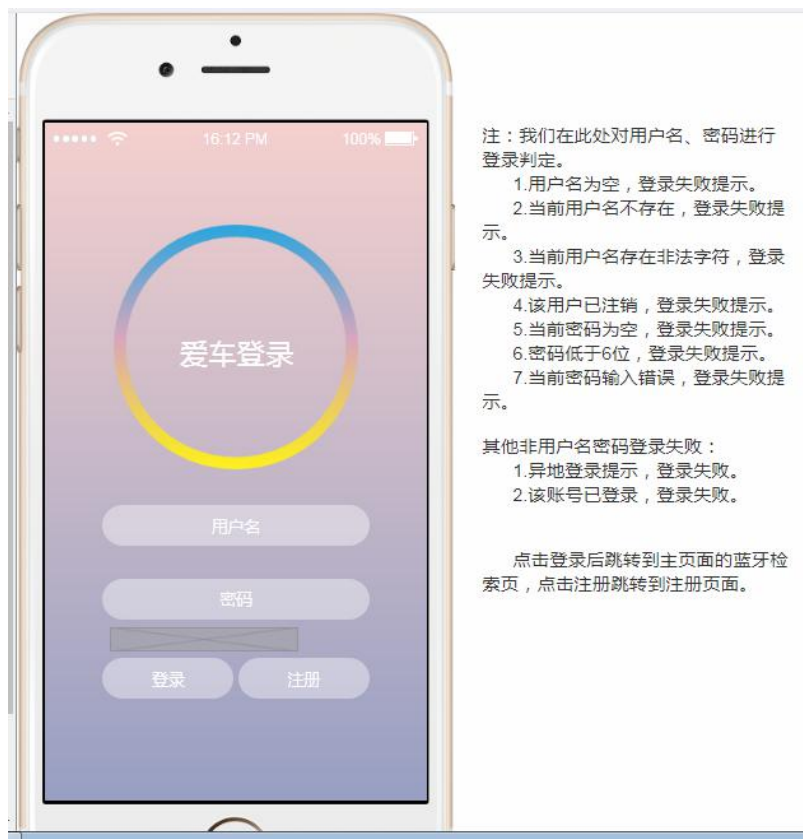 16:12 PM
100%
爱车登录
用户名
密码
登录
注册
注：我们在此处对用户名、密码进行
登录判定。
1.用户名为空，登录失败提示。
2.当前用户名不存在，登录失败提
示。
3.当前用户名存在非法字符，登录
失败提示。
4.该用户已注销，登录失败提示。
5.当前密码为空，登录失败提示。
6.密码低于6位，登录失败提示。
7.当前密码输入错误，登录失败提
示。
其他非用户名密码登录失败：
1.异地登录提示，登录失败。
2.该账号已登录，登录失败。
点击登录后跳转到主页面的蓝牙检
索页，点击注册跳转到注册页面。